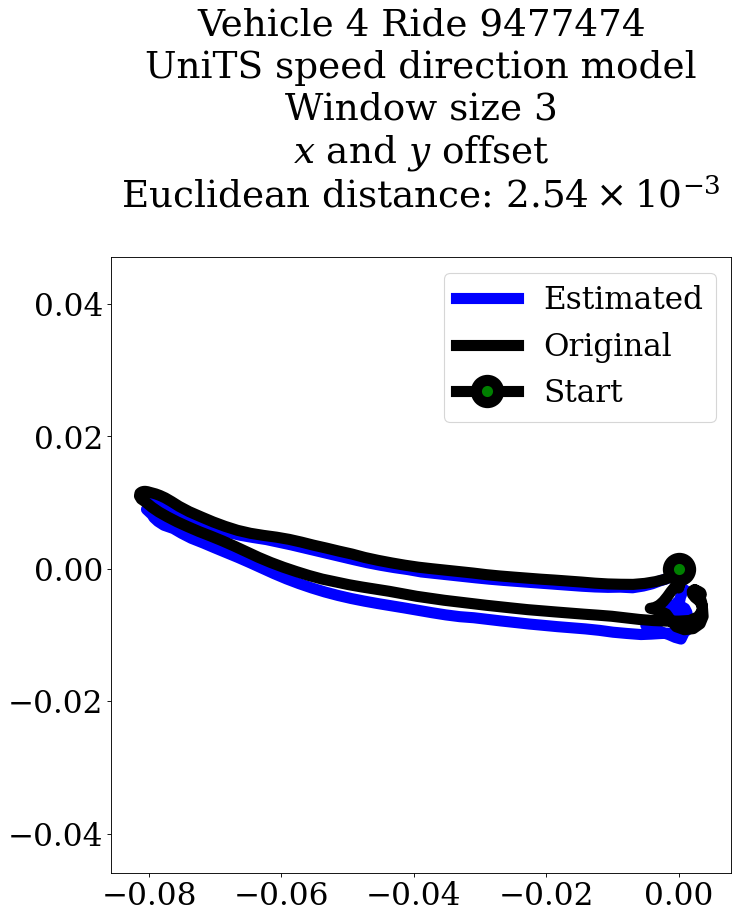 Vehicle 4 Ride 9477474
UniTS speed direction model
Window size 3
x and y offset
Euclidean distance: 2.54 × 10⁻³
Estimated
Original
Start
0.04
0.02
0.00
−0.02
−0.04
−0.08 −0.06 −0.04 −0.02 0.00